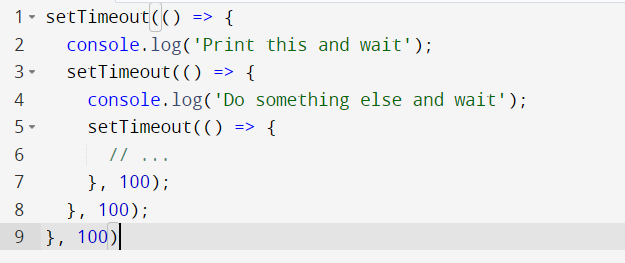 1 setTimeout(() => {
2   console.log('Print this and wait');
3   setTimeout(() => {
4     console.log('Do something else and wait');
5     setTimeout(() => {
6       // ...
7     }, 100);
8   }, 100);
9 }, 100)